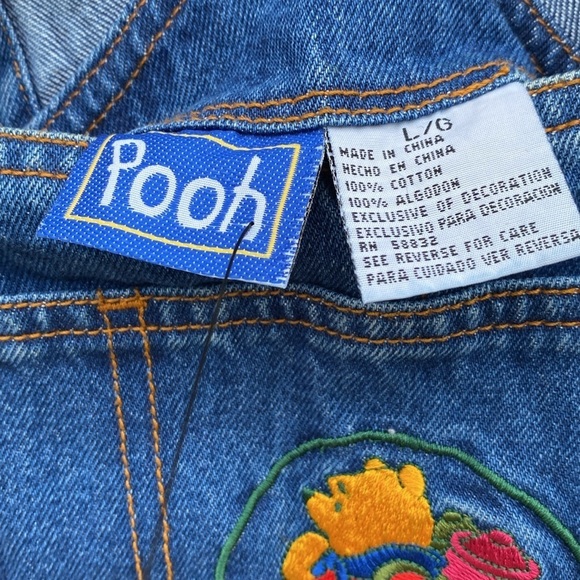 Pooh
L/G
MADE IN CHINA
HECHO EN CHINA
100% COTTON
100% ALGODON
EXCLUSIVE OF DECORATION
EXCLUSIVO PARA DECORACION
RN 58832
SEE REVERSE FOR CARE
PARA CUIDADO VER REVERSA